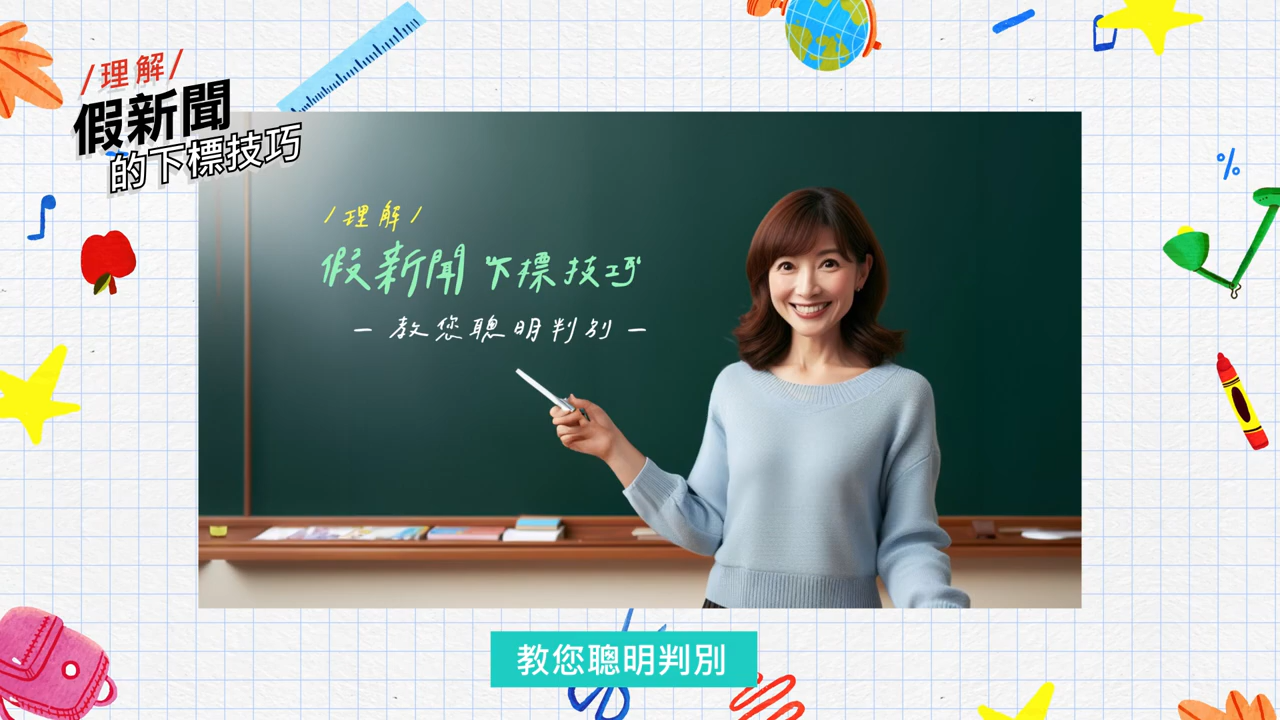 /理解/
假新聞
的下標技巧
/理解/
假新聞下標技巧
－教您聰明判別－
%
教您聰明判別